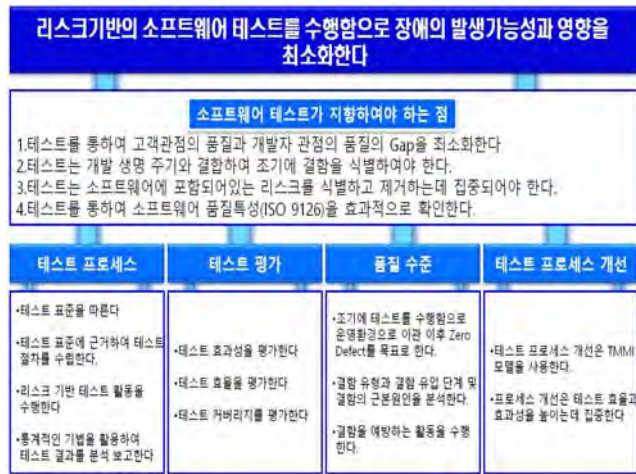 리스크기반의 소프트웨어 테스트를 수행함으로 장애의 발생가능성과 영향을
최소화한다
소프트웨어 테스트가 지향하여야 하는 점
1.테스트를 통하여 고객관점의 품질과 개발자 관점의 품질의 Gap을 최소화한다
2.테스트는 개발 생명 주기와 결합하여 조기에 결함을 식별하여야 한다.
3.테스트는 소프트웨어에 포함되어있는 리스크를 식별하고 제거하는데 집중되어야 한다.
4.테스트를 통하여 소프트웨어 품질특성(ISO 9126)을 효과적으로 확인한다.
테스트 프로세스
•테스트 표준을 따른다
•테스트 표준에 근거하여 테스트
절차를 수립한다.
•리스크 기반 테스트 활동을
수행한다
•통계적인 기법을 활용하여
테스트 결과를 분석 보고한다
테스트 평가
•테스트 효과성을 평가한다
•테스트 효율을 평가한다
•테스트 커버리지를 평가한다
품질 수준
•조기에 테스트를 수행함으로
운영환경으로 이관 이후 Zero
Defect를 목표로 한다.
•결함 유형과 결함 유입 단계 및
결함의 근본원인을 분석한다.
•결함을 예방하는 활동을 수행
한다.
테스트 프로세스 개선
•테스트 프로세스 개선은 TMMI
모델을 사용한다.
•프로세스 개선은 테스트 효율과
효과성을 높이는데 집중한다